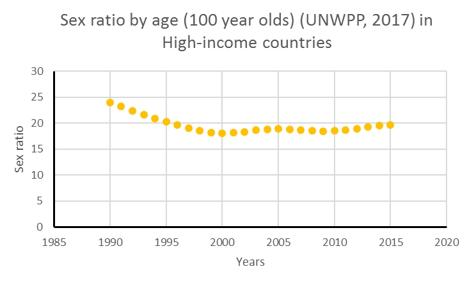 Sex ratio by age (100 year olds) (UNWPP, 2017) in
High-income countries
30
25
20
15
10
5
0
1985 1990 1995 2000 2005 2010 2015 2020
Sex ratio
Years